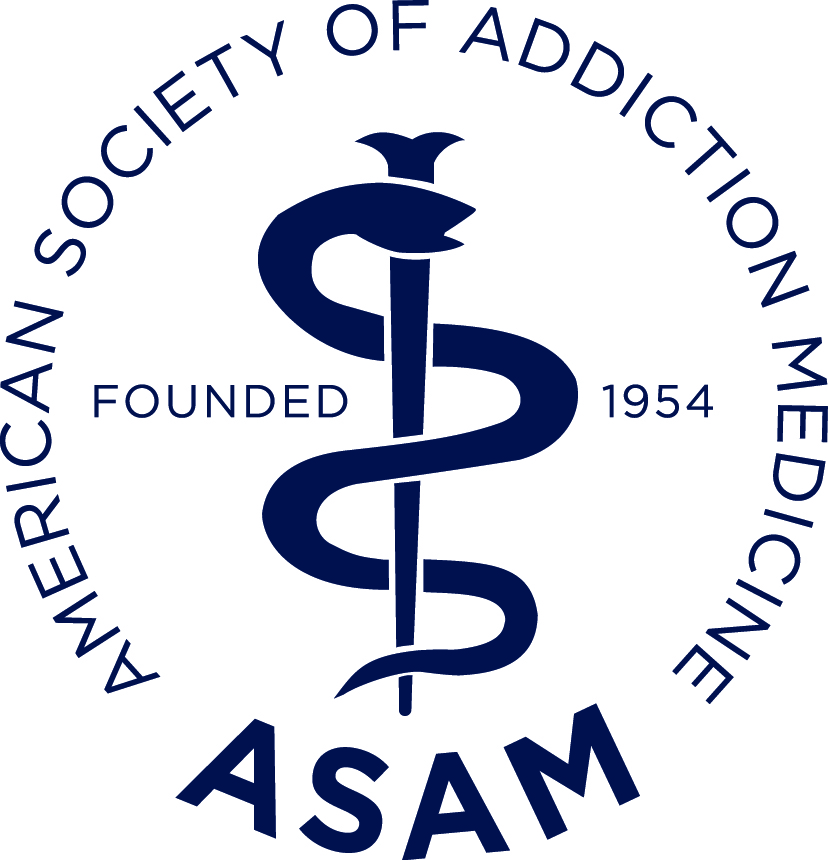 AMERICAN SOCIETY OF ADDICTION MEDICINE
FOUNDED 1954
ASAM